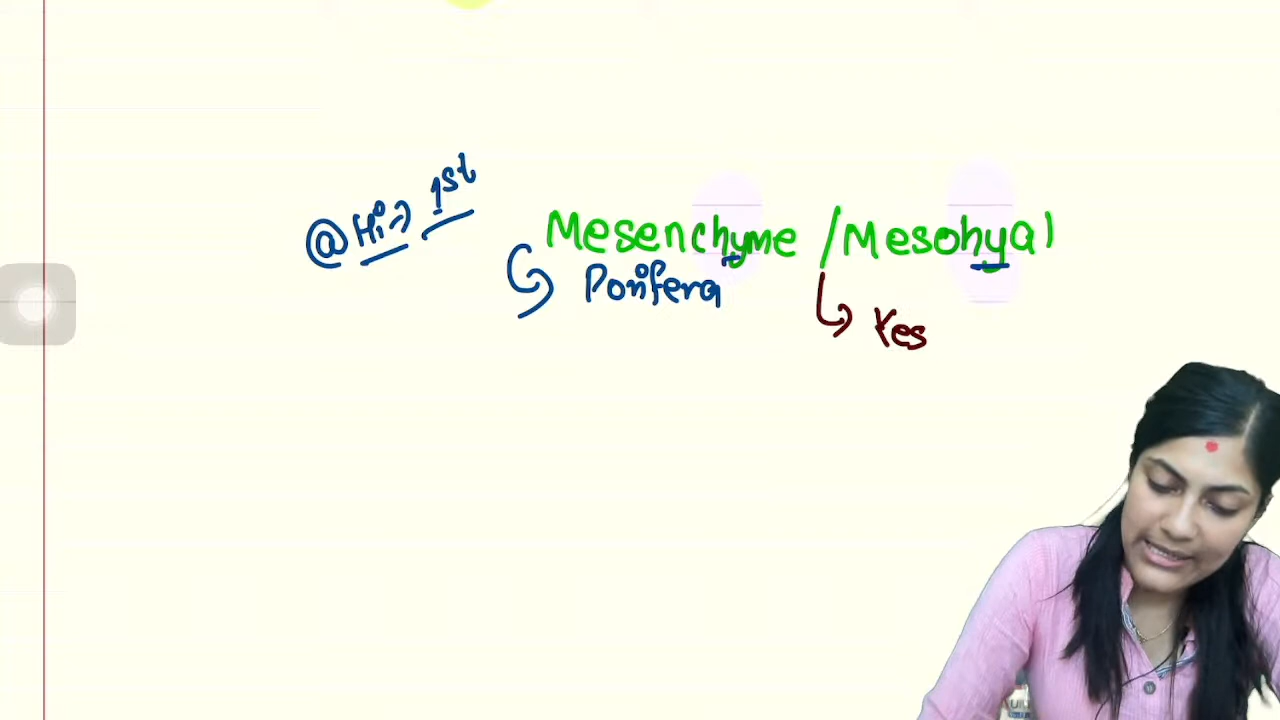 @ Hi → 1st
Mesenchyme / Mesohyal
Porifera
Yes